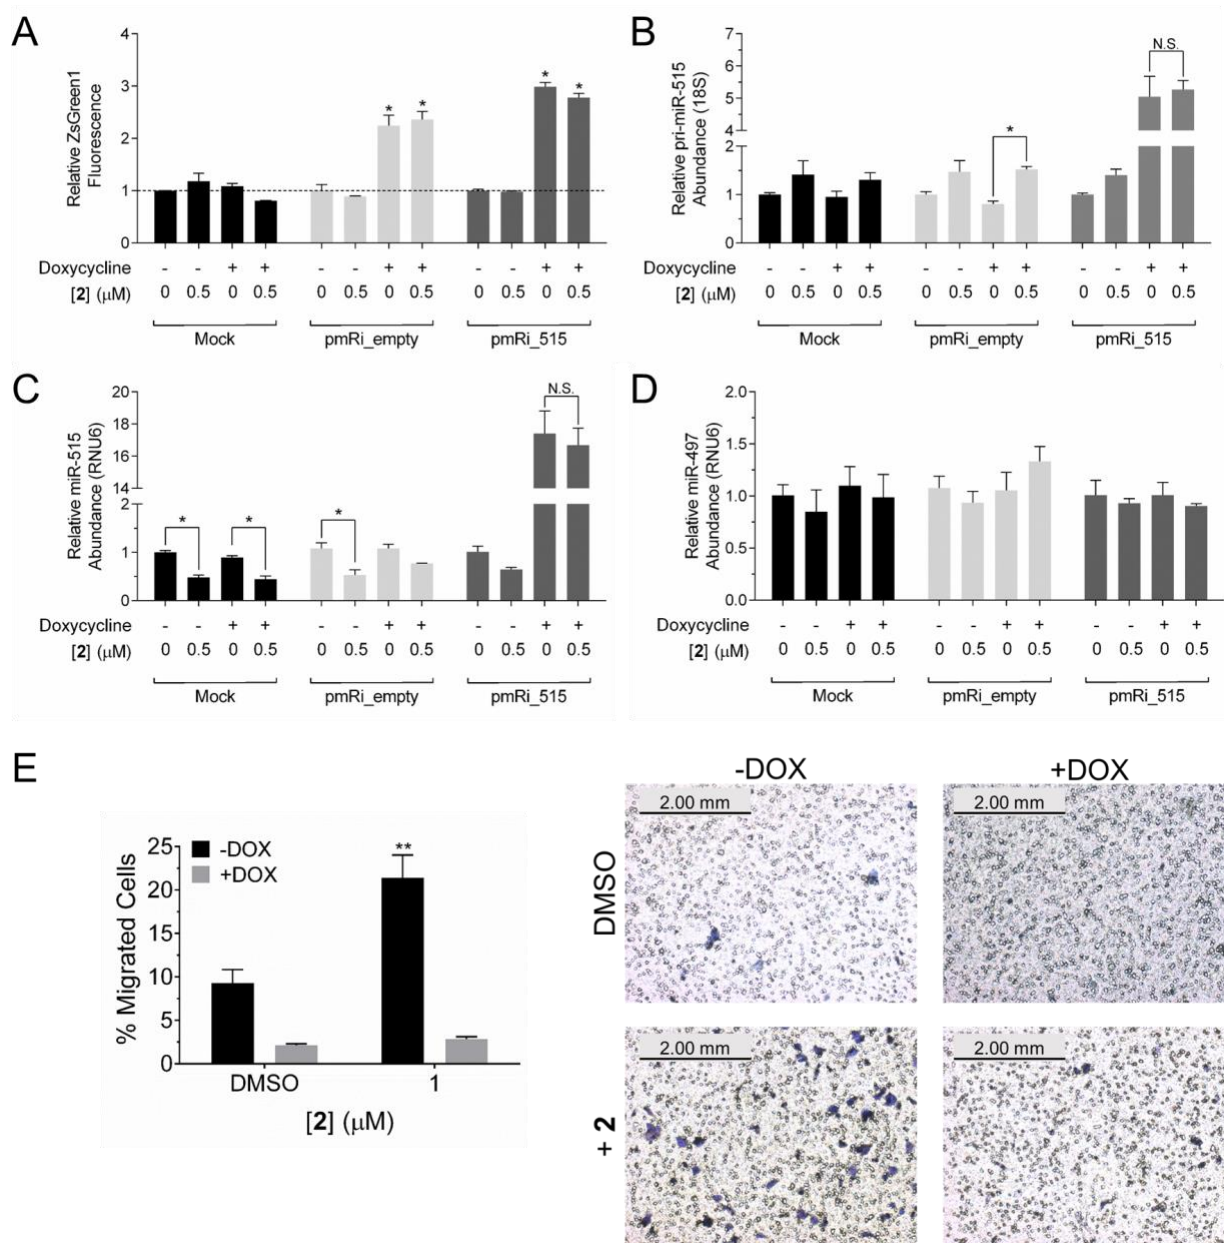 A
Relative ZsGreen1
Fluorescence
4
3
2
1
0
* * * *
Doxycycline - - + + - - + + - - + +
[2] (μM) 0 0.5 0 0.5 0 0.5 0 0.5 0 0.5 0 0.5
Mock pmRi_empty pmRi_515
B
Relative pri-miR-515
Abundance (18S)
7
6
5
4
2
1
0
*
N.S.
Doxycycline - - + + - - + + - - + +
[2] (μM) 0 0.5 0 0.5 0 0.5 0 0.5 0 0.5 0 0.5
Mock pmRi_empty pmRi_515
C
Relative miR-515
Abundance (RNU6)
20
18
16
14
2
1
0
* * *
N.S.
Doxycycline - - + + - - + + - - + +
[2] (μM) 0 0.5 0 0.5 0 0.5 0 0.5 0 0.5 0 0.5
Mock pmRi_empty pmRi_515
D
Relative miR-497
Abundance (RNU6)
2.0
1.5
1.0
0.5
0.0
Doxycycline - - + + - - + + - - + +
[2] (μM) 0 0.5 0 0.5 0 0.5 0 0.5 0 0.5 0 0.5
Mock pmRi_empty pmRi_515
E
% Migrated Cells
25
20
15
10
5
0
-DOX
+DOX
**
DMSO 1
[2] (μM)
-DOX +DOX
DMSO
2.00 mm 2.00 mm
+ 2
2.00 mm 2.00 mm